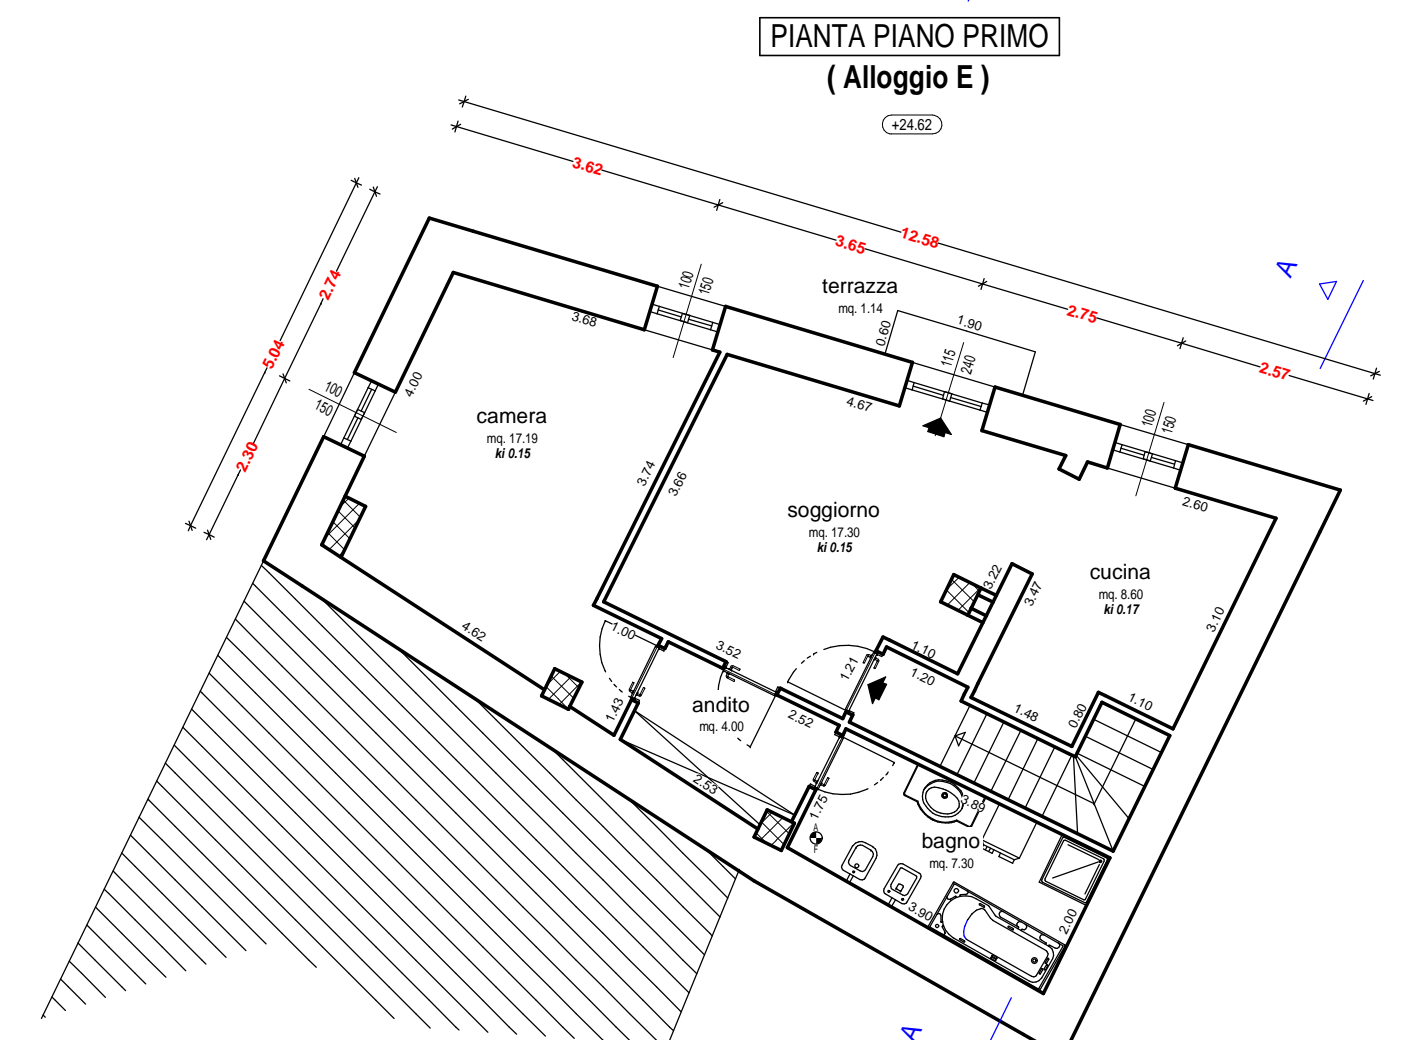 PIANTA PIANO PRIMO
( Alloggio E )
+24.62
3.62
12.58
3.65
2.75
2.57
2.74
5.04
2.30
A
terrazza
mq. 1.14
0.60
1.90
100
150
115
240
100
150
100
150
3.68
4.00
4.67
2.60
camera
mq. 17.19
ki 0.15
3.74
3.66
soggiorno
mq. 17.30
ki 0.15
cucina
mq. 8.60
ki 0.17
3.22
3.47
3.10
4.62
1.00
3.52
1.10
1.21
1.20
1.48
0.80
1.10
1.43
andito
mq. 4.00
2.52
2.53
1.75
3.89
A
F
bagno
mq. 7.30
3.90
2.00
A